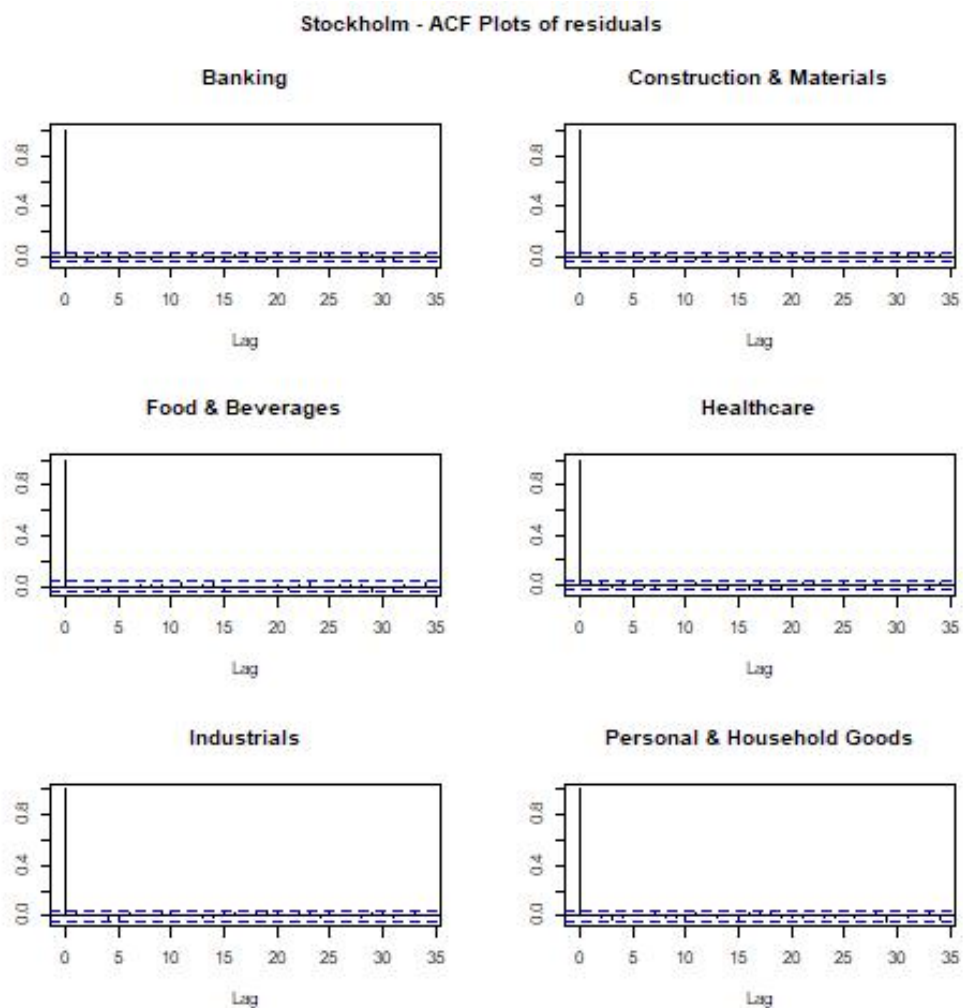 Stockholm - ACF Plots of residuals
Banking
0.0 0.4 0.8
0 5 10 15 20 25 30 35
Lag
Construction & Materials
0.0 0.4 0.8
0 5 10 15 20 25 30 35
Lag
Food & Beverages
0.0 0.4 0.8
0 5 10 15 20 25 30 35
Lag
Healthcare
0.0 0.4 0.8
0 5 10 15 20 25 30 35
Lag
Industrials
0.0 0.4 0.8
0 5 10 15 20 25 30 35
Lag
Personal & Household Goods
0.0 0.4 0.8
0 5 10 15 20 25 30 35
Lag